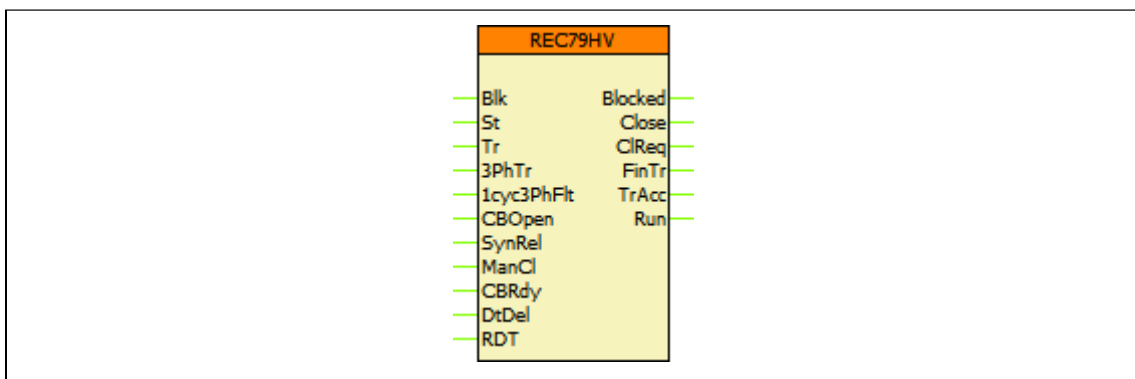 REC79HV
Blk Blocked
St Close
Tr ClReq
3PhTr FinTr
1cyc3PhFlt TrAcc
CBOpen Run
SynRel
ManCl
CBRdy
DtDel
RDT